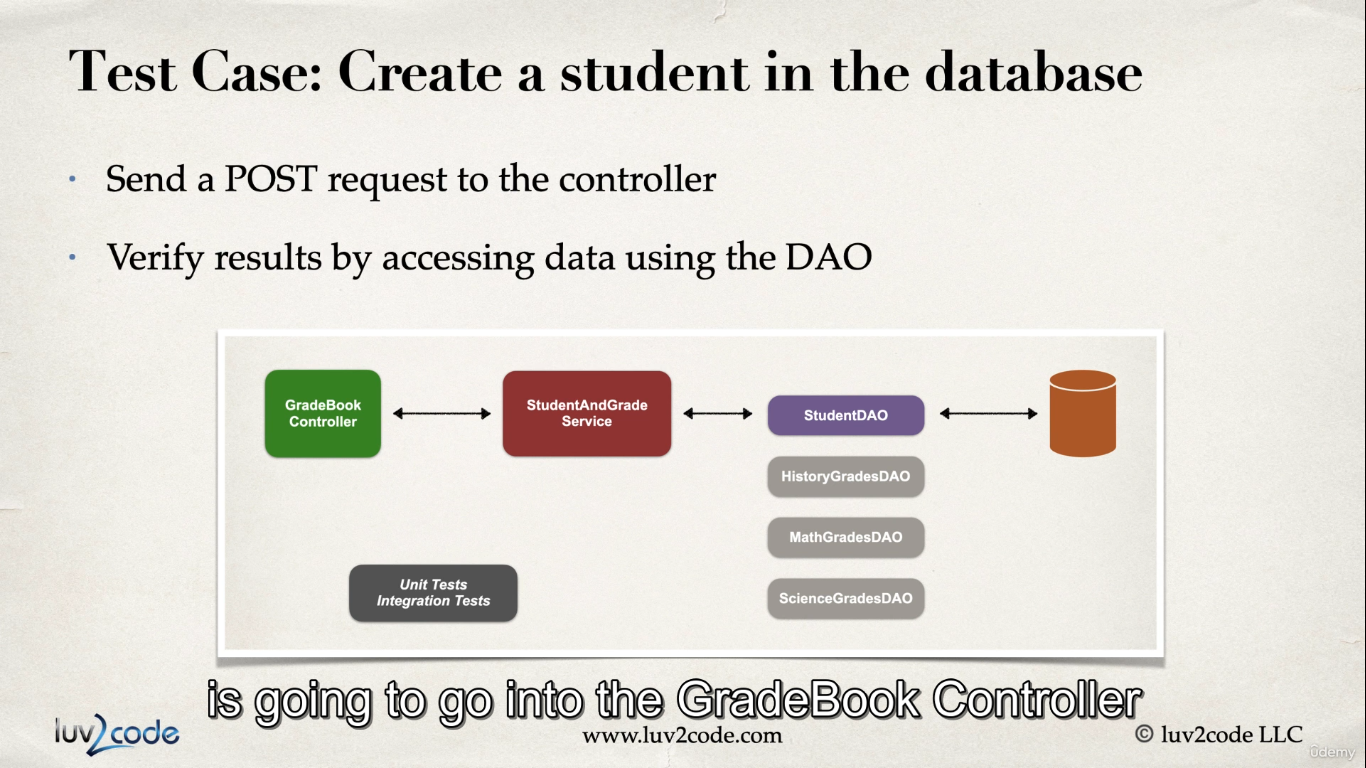 Test Case: Create a student in the database
• Send a POST request to the controller
• Verify results by accessing data using the DAO
GradeBook
Controller
StudentAndGrade
Service
StudentDAO
HistoryGradesDAO
MathGradesDAO
ScienceGradesDAO
Unit Tests
Integration Tests
is going to go into the GradeBook Controller
luv2code
www.luv2code.com
© luv2code LLC
ûdemy